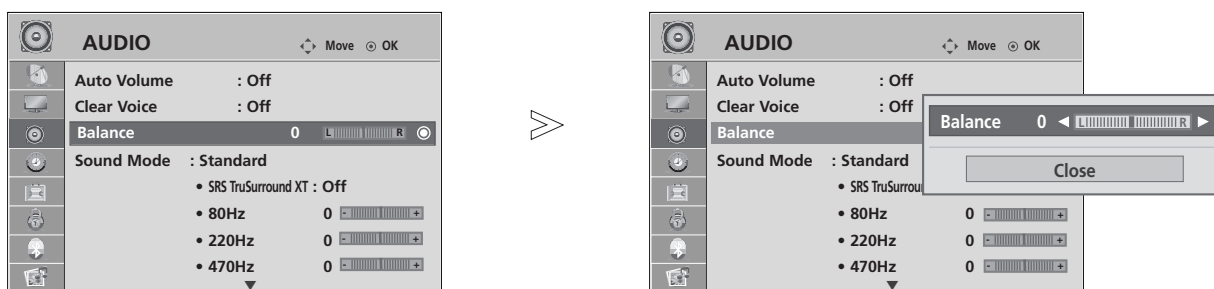 AUDIO Move OK
Auto Volume : Off
Clear Voice : Off
Balance 0 L R
Sound Mode : Standard
• SRS TruSurround XT : Off
• 80Hz 0 - +
• 220Hz 0 - +
• 470Hz 0 - +
AUDIO Move OK
Auto Volume : Off
Clear Voice : Off
Balance
Sound Mode : Standard
• SRS TruSurrou
• 80Hz 0 - +
• 220Hz 0 - +
• 470Hz 0 - +
Balance 0 L R
Close